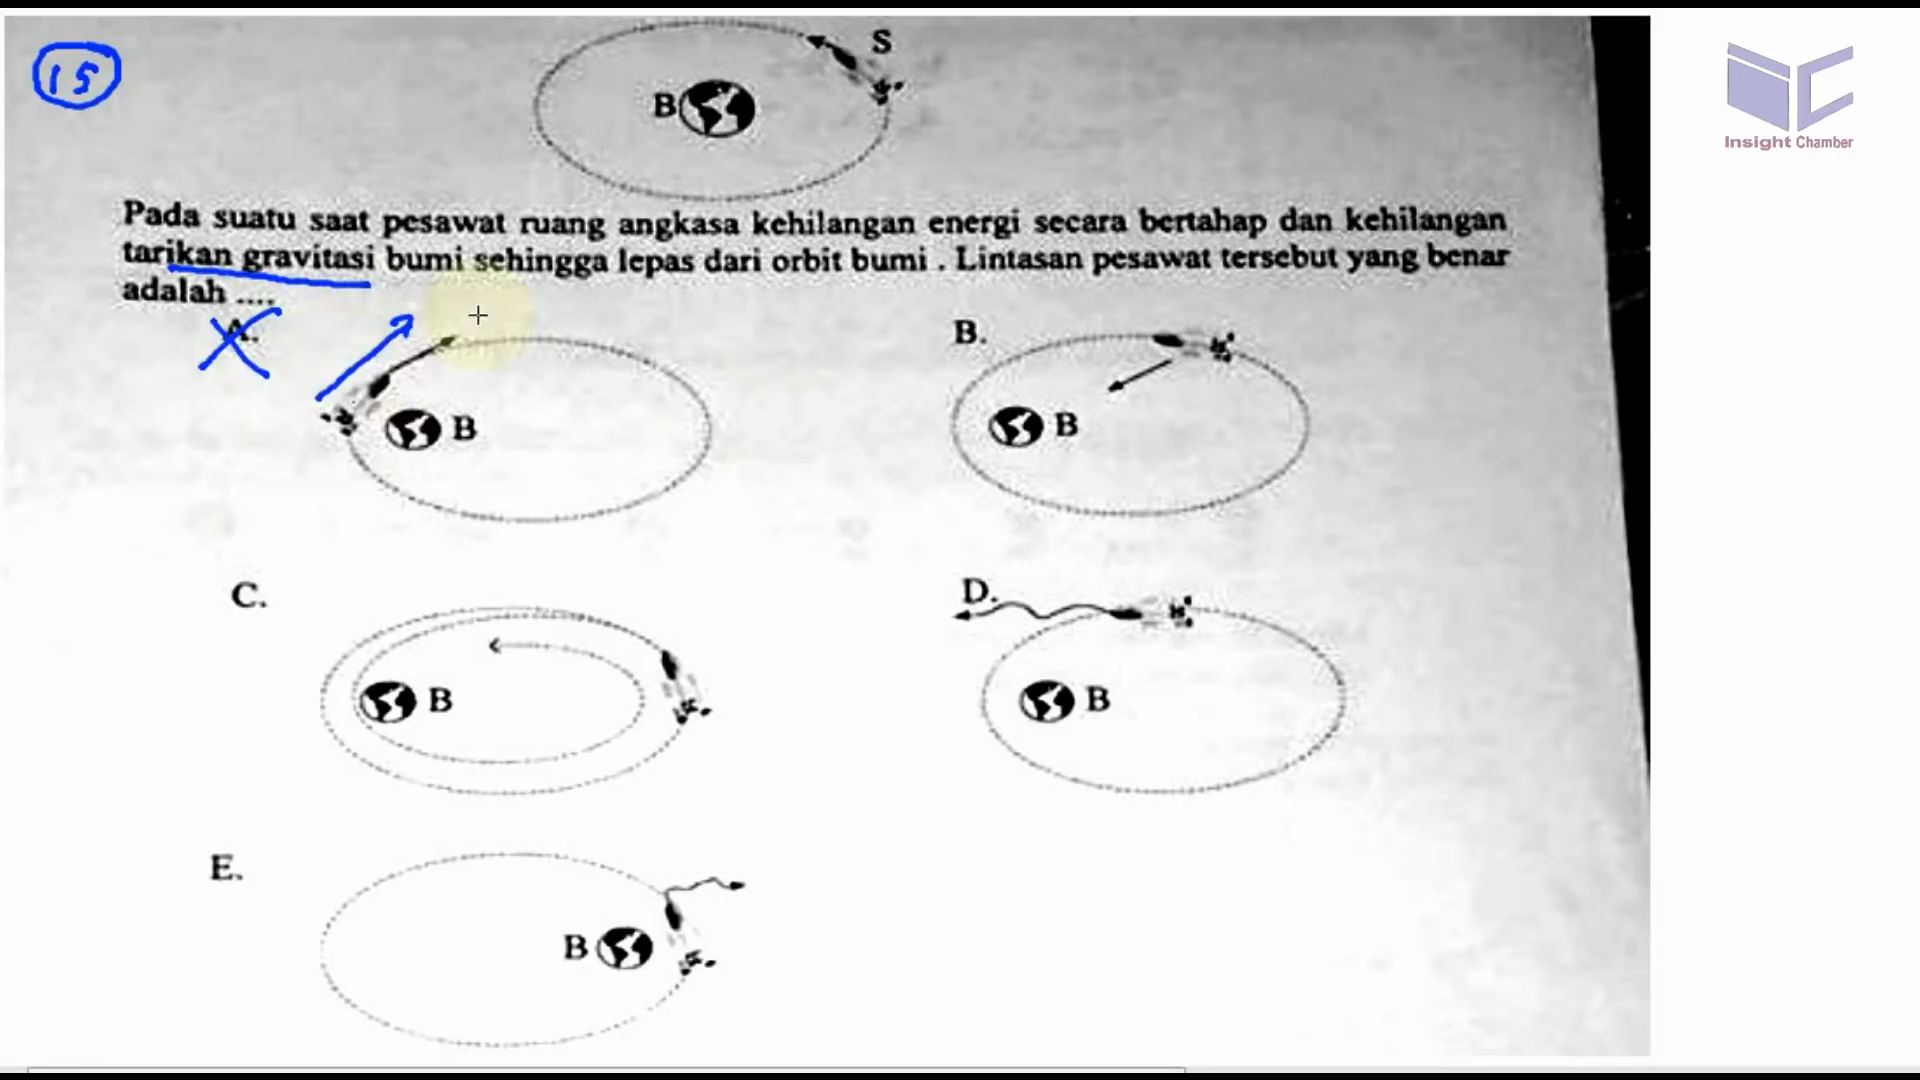 15
S
B
Insight Chamber
Pada suatu saat pesawat ruang angkasa kehilangan energi secara bertahap dan kehilangan
tarikan gravitasi bumi sehingga lepas dari orbit bumi . Lintasan pesawat tersebut yang benar
adalah ....
A.
B
B.
B
C.
B
D.
B
E.
B